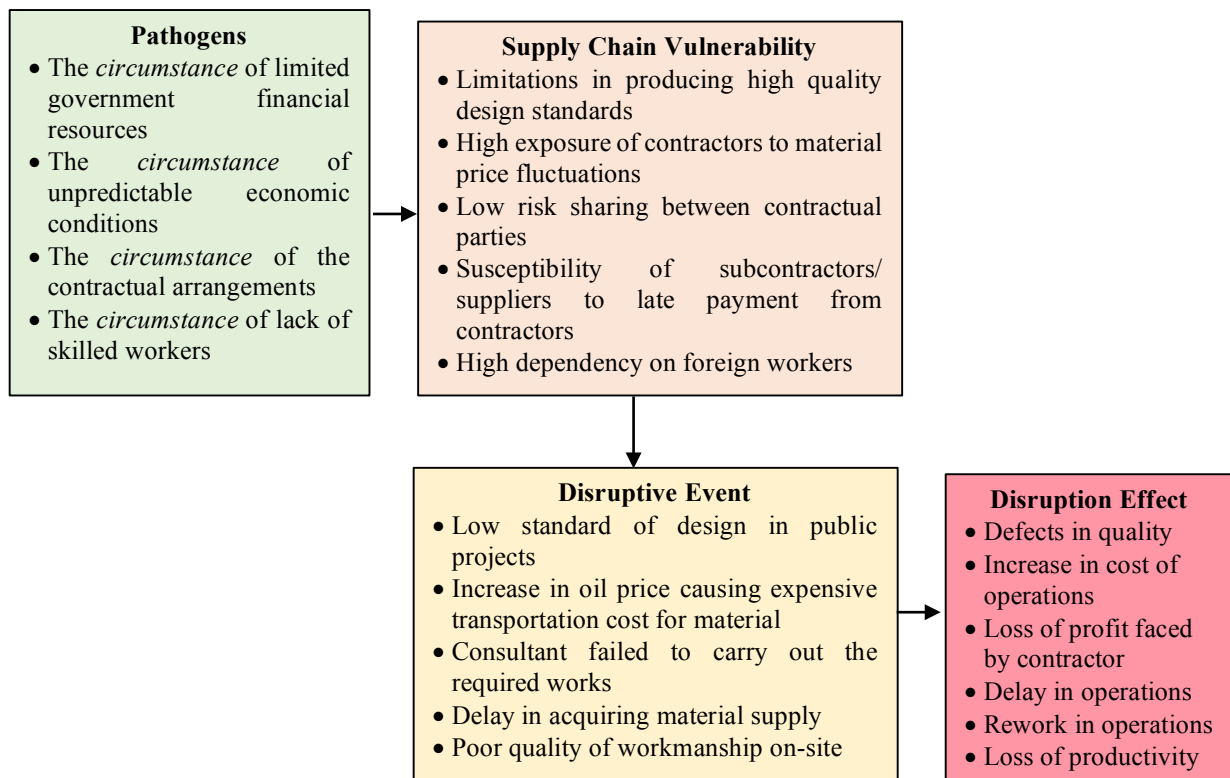 Pathogens
• The circumstance of limited
government financial
resources
• The circumstance of
unpredictable economic
conditions
• The circumstance of the
contractual arrangements
• The circumstance of lack of
skilled workers
Supply Chain Vulnerability
• Limitations in producing high quality
design standards
• High exposure of contractors to material
price fluctuations
• Low risk sharing between contractual
parties
• Susceptibility of subcontractors/
suppliers to late payment from
contractors
• High dependency on foreign workers
Disruptive Event
• Low standard of design in public
projects
• Increase in oil price causing expensive
transportation cost for material
• Consultant failed to carry out the
required works
• Delay in acquiring material supply
• Poor quality of workmanship on-site
Disruption Effect
• Defects in quality
• Increase in cost of
operations
• Loss of profit faced
by contractor
• Delay in operations
• Rework in operations
• Loss of productivity